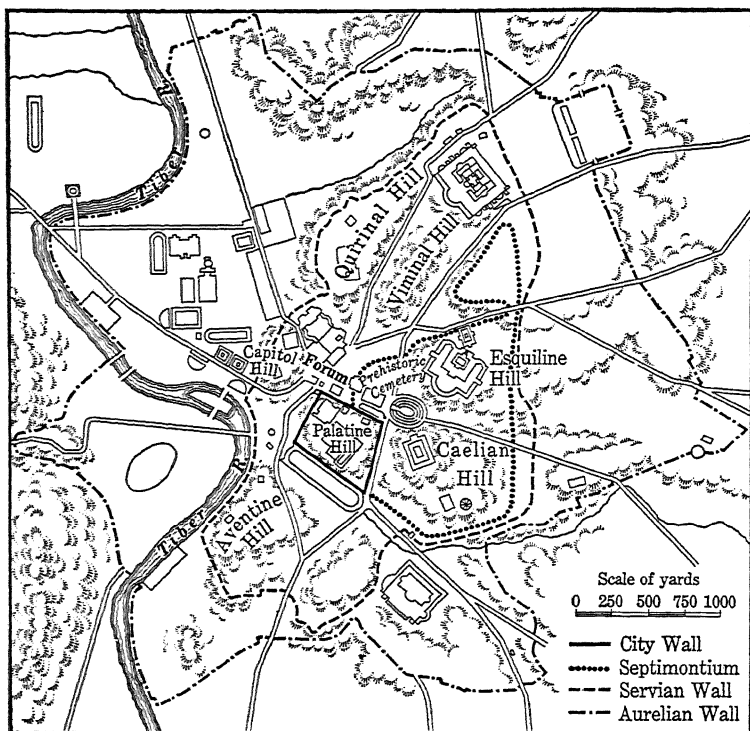 Tiber R.
Quirinal Hill
Viminal Hill
Capitol
Hill
Forum
Prehistoric
Cemetery
Esquiline
Hill
Palatine
Hill
Caelian
Hill
Aventine
Hill
Tiber R.
Scale of yards
0 250 500 750 1000
City Wall
Septimontium
Servian Wall
Aurelian Wall